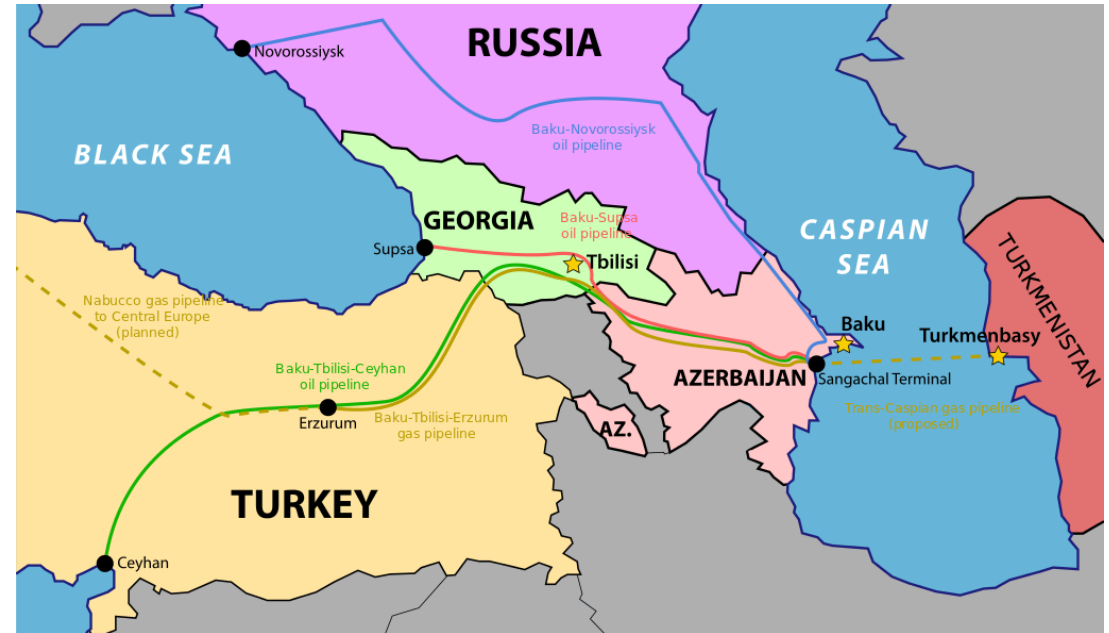 RUSSIA
Novorossiysk
Baku-Novorossiysk
oil pipeline
BLACK SEA
GEORGIA
Baku-Supsa
oil pipeline
Supsa
Tbilisi
CASPIAN
SEA
TURKMENISTAN
Nabucco gas pipeline
to Central Europe
(planned)
Baku
Turkmenbasy
Baku-Tbilisi-Ceyhan
oil pipeline
AZERBAIJAN
Sangachal Terminal
Trans-Caspian gas pipeline
(proposed)
Erzurum
Baku-Tbilisi-Erzurum
gas pipeline
AZ.
TURKEY
Ceyhan